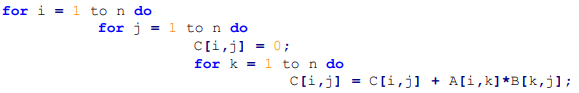 for i = 1 to n do
for j = 1 to n do
C[i,j] = 0;
for k = 1 to n do
C[i,j] = C[i,j] + A[i,k]*B[k,j];